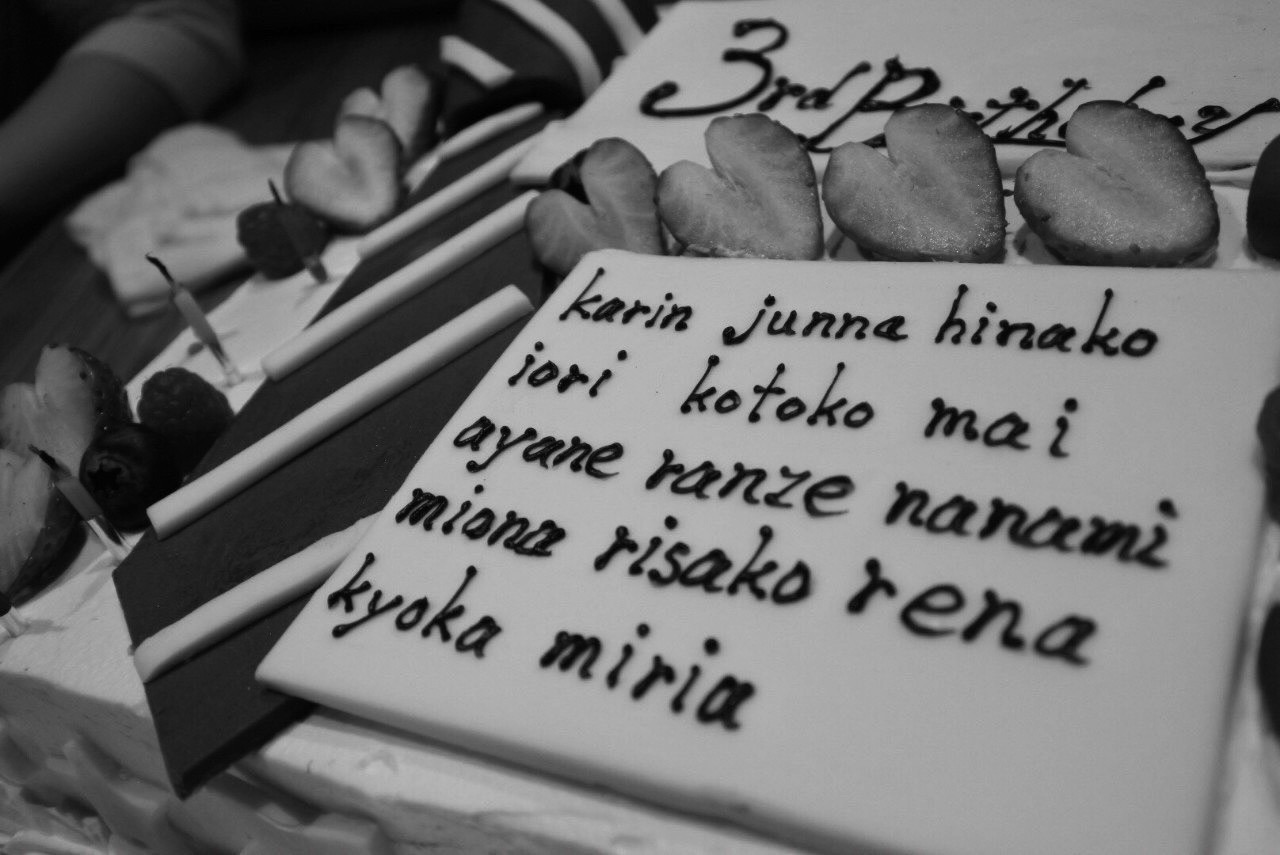 3rd Birthday
karin junna hinako
iori kotoko mai
ayane ranze nanami
miona risako rena
kyoka miria